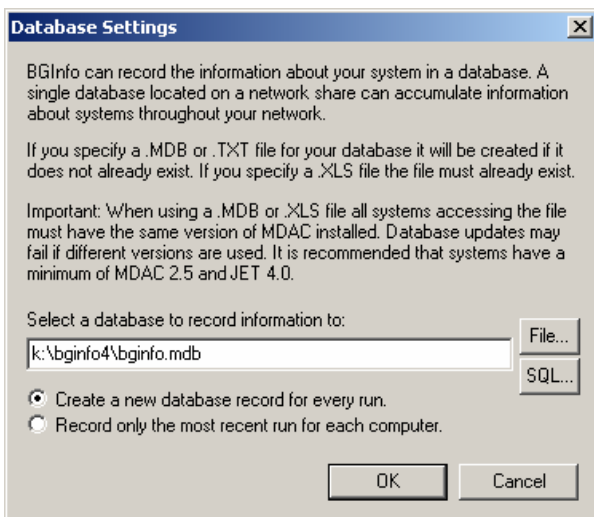 Database Settings
BGInfo can record the information about your system in a database. A
single database located on a network share can accumulate information
about systems throughout your network.
If you specify a .MDB or .TXT file for your database it will be created if it
does not already exist. If you specify a .XLS file the file must already exist.
Important: When using a .MDB or .XLS file all systems accessing the file
must have the same version of MDAC installed. Database updates may
fail if different versions are used. It is recommended that systems have a
minimum of MDAC 2.5 and JET 4.0.
Select a database to record information to:
File...
k:\bginfo4\bginfo.mdb
SQL...
Create a new database record for every run.
Record only the most recent run for each computer.
OK Cancel